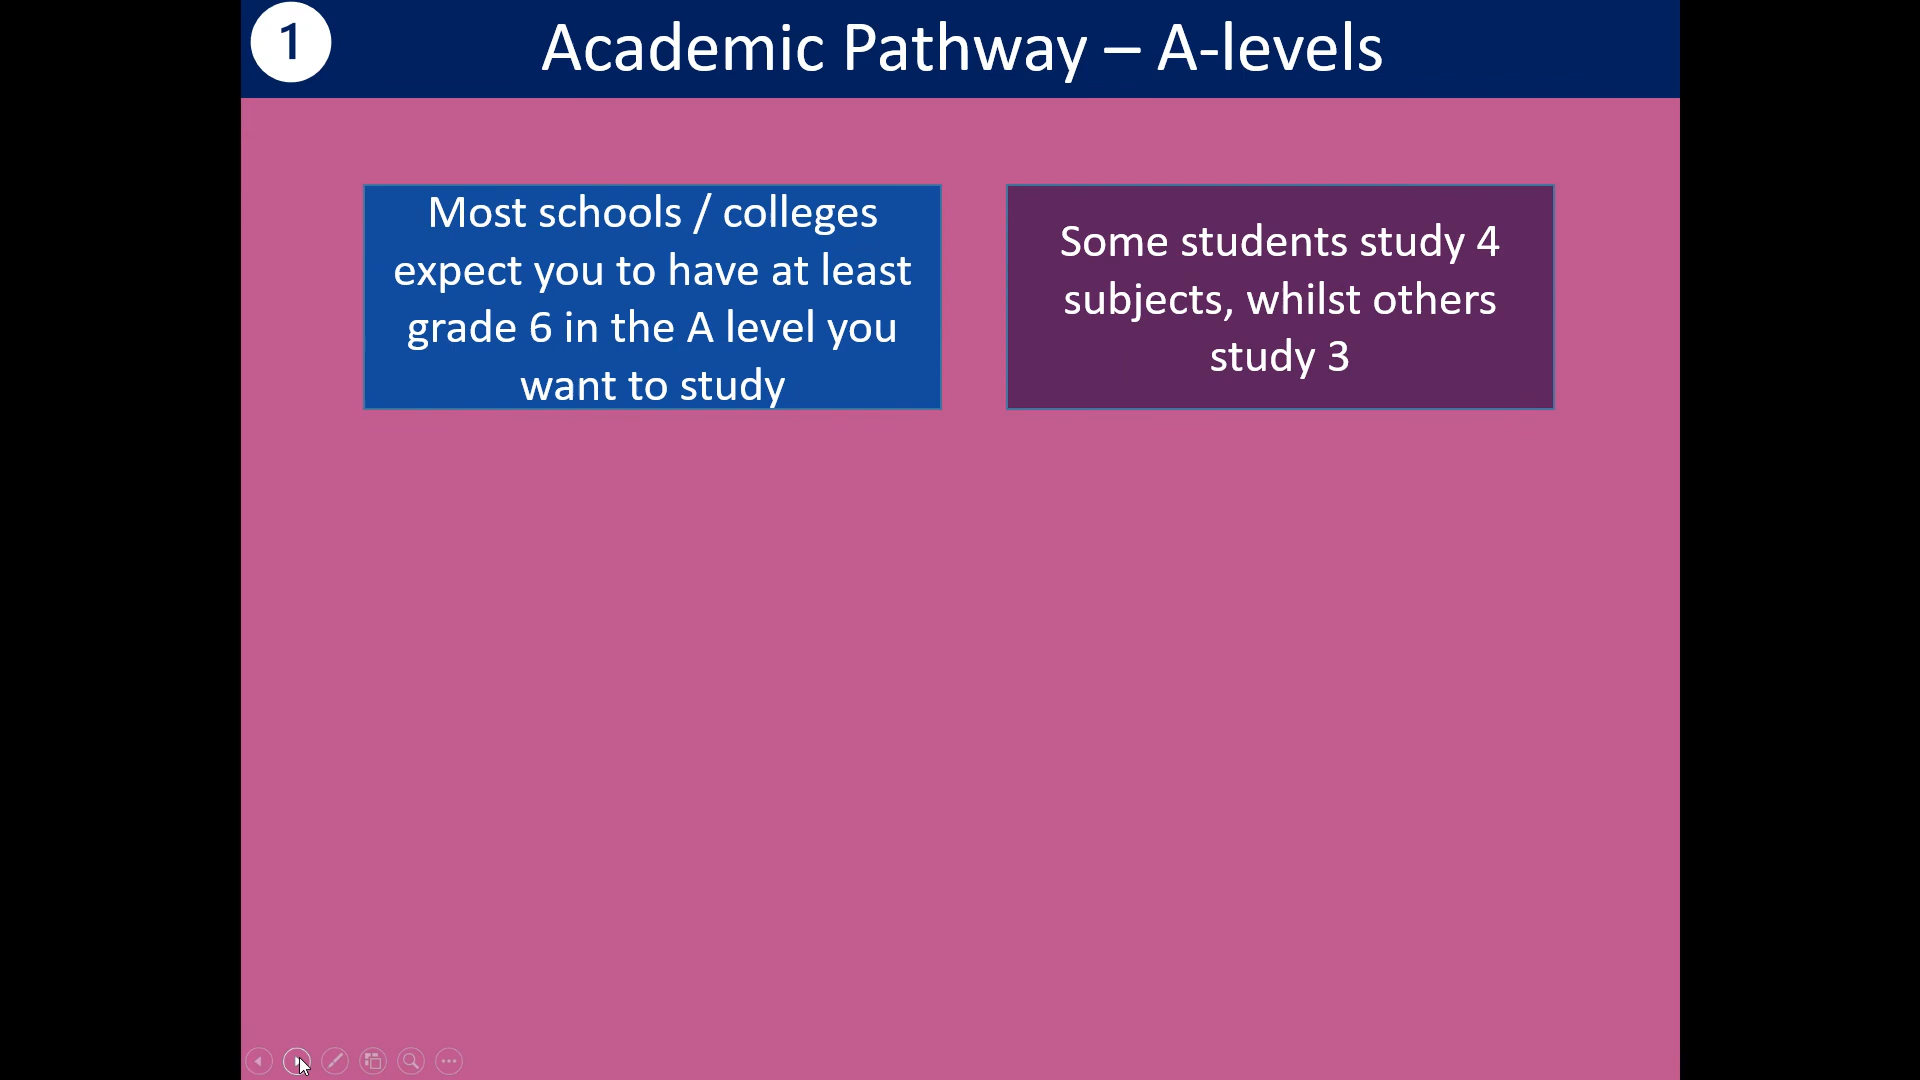 1
Academic Pathway – A-levels
Most schools / colleges
expect you to have at least
grade 6 in the A level you
want to study
Some students study 4
subjects, whilst others
study 3